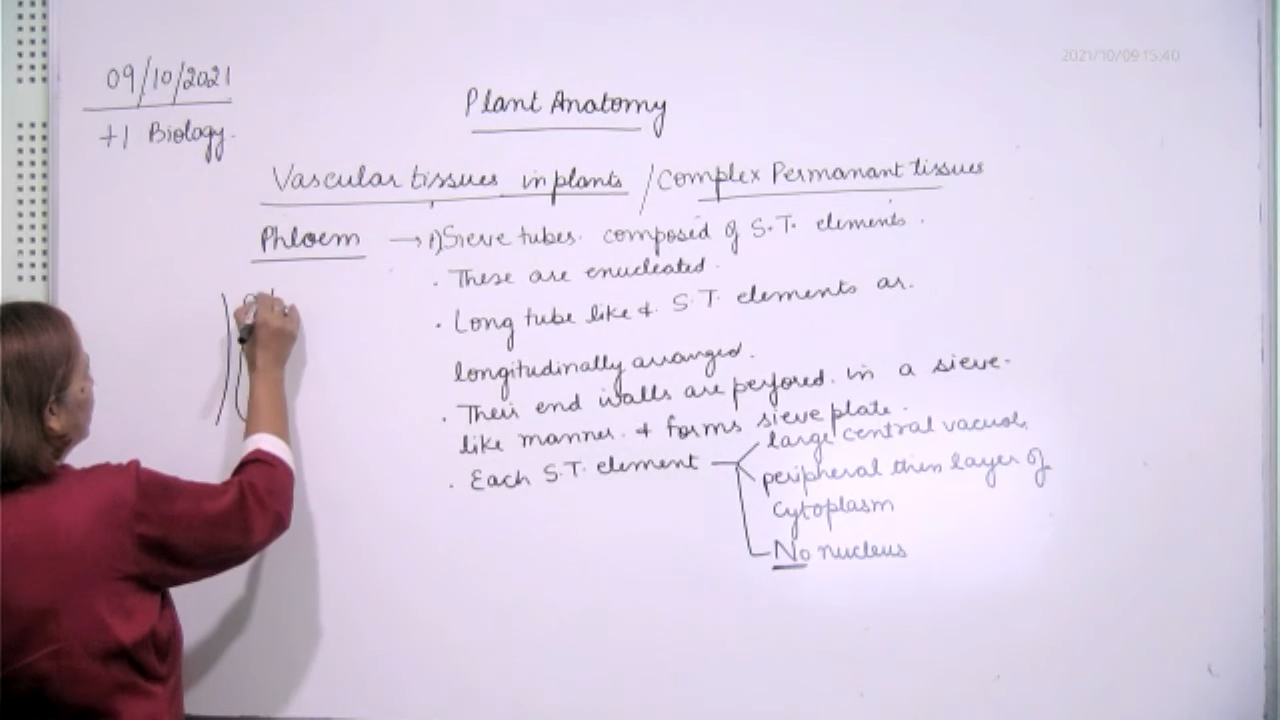 2021/10/09 15:40
09/10/2021
+1 Biology.
Plant Anatomy
Vascular tissues in plants / Complex Permanant tissues
Phloem → 1) Sieve tubes. composed of S.T. elements.
. These are enucleated.
. Long tube like & S.T. elements ar.
longitudinally arranged.
. Their end walls are perfored. in a sieve-
like manner. & forms sieve plate.
. Each S.T. element
large central vacuole,
peripheral thin layer of
cytoplasm
No nucleus